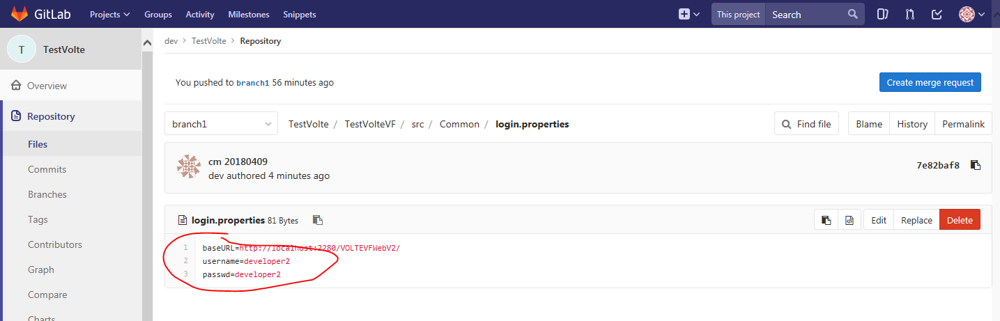 GitLab Projects Groups Activity Milestones Snippets This project Search
T TestVolte
dev > TestVolte > Repository
Overview
You pushed to branch1 56 minutes ago Create merge request
Repository
branch1 TestVolte / TestVolteVF / src / Common / login.properties Find file Blame History Permalink
Files
cm 20180409
dev authored 4 minutes ago
7e82baf8
Commits
Branches
Tags
login.properties 81 Bytes Edit Replace Delete
Contributors
1 baseURL=http://localhost:2280/VOLTEVFWebV2/
2 username=developer2
3 passwd=developer2
Graph
Compare
Charts